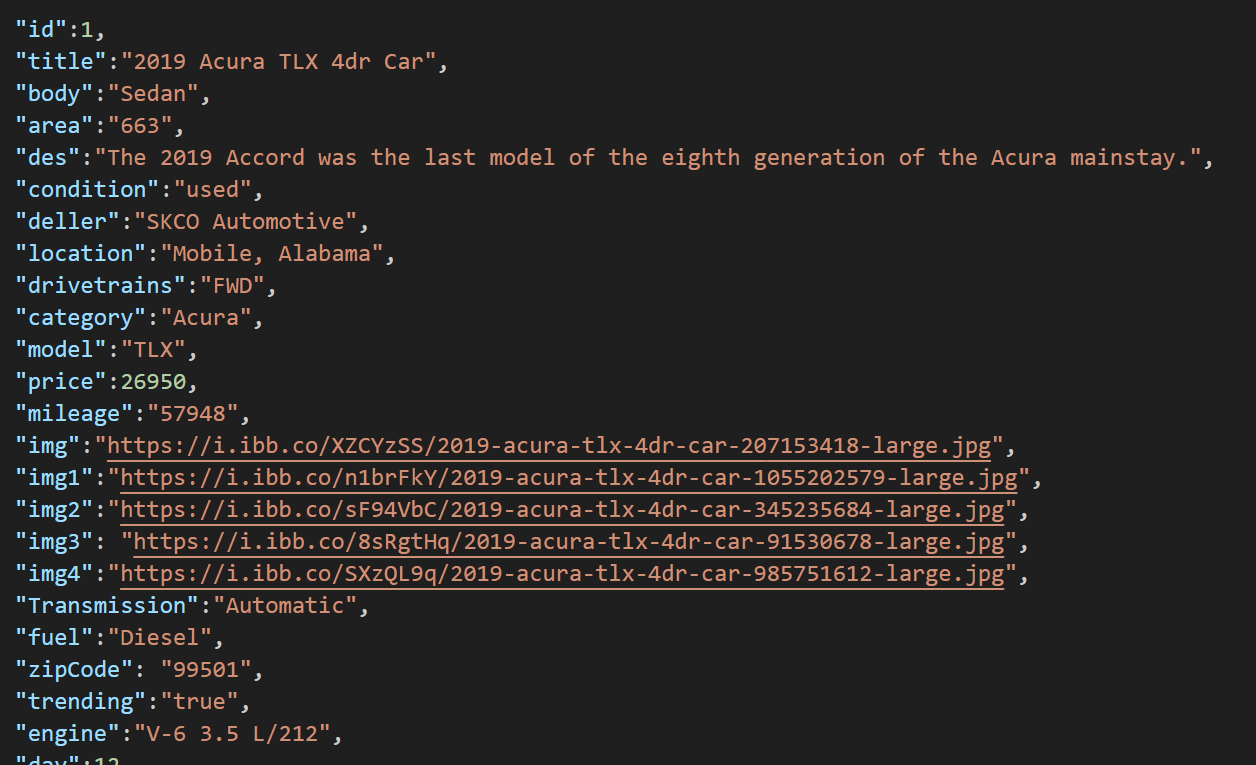 "id":1,
"title":"2019 Acura TLX 4dr Car",
"body":"Sedan",
"area":"663",
"des":"The 2019 Accord was the last model of the eighth generation of the Acura mainstay.",
"condition":"used",
"deller":"SKCO Automotive",
"location":"Mobile, Alabama",
"drivetrains":"FWD",
"category":"Acura",
"model":"TLX",
"price":26950,
"mileage":"57948",
"img":"https://i.ibb.co/XZCYzSS/2019-acura-tlx-4dr-car-207153418-large.jpg",
"img1":"https://i.ibb.co/n1brFkY/2019-acura-tlx-4dr-car-1055202579-large.jpg",
"img2":"https://i.ibb.co/sF94VbC/2019-acura-tlx-4dr-car-345235684-large.jpg",
"img3": "https://i.ibb.co/8sRgtHq/2019-acura-tlx-4dr-car-91530678-large.jpg",
"img4":"https://i.ibb.co/SXzQL9q/2019-acura-tlx-4dr-car-985751612-large.jpg",
"Transmission":"Automatic",
"fuel":"Diesel",
"zipCode": "99501",
"trending":"true",
"engine":"V-6 3.5 L/212",
"day":12